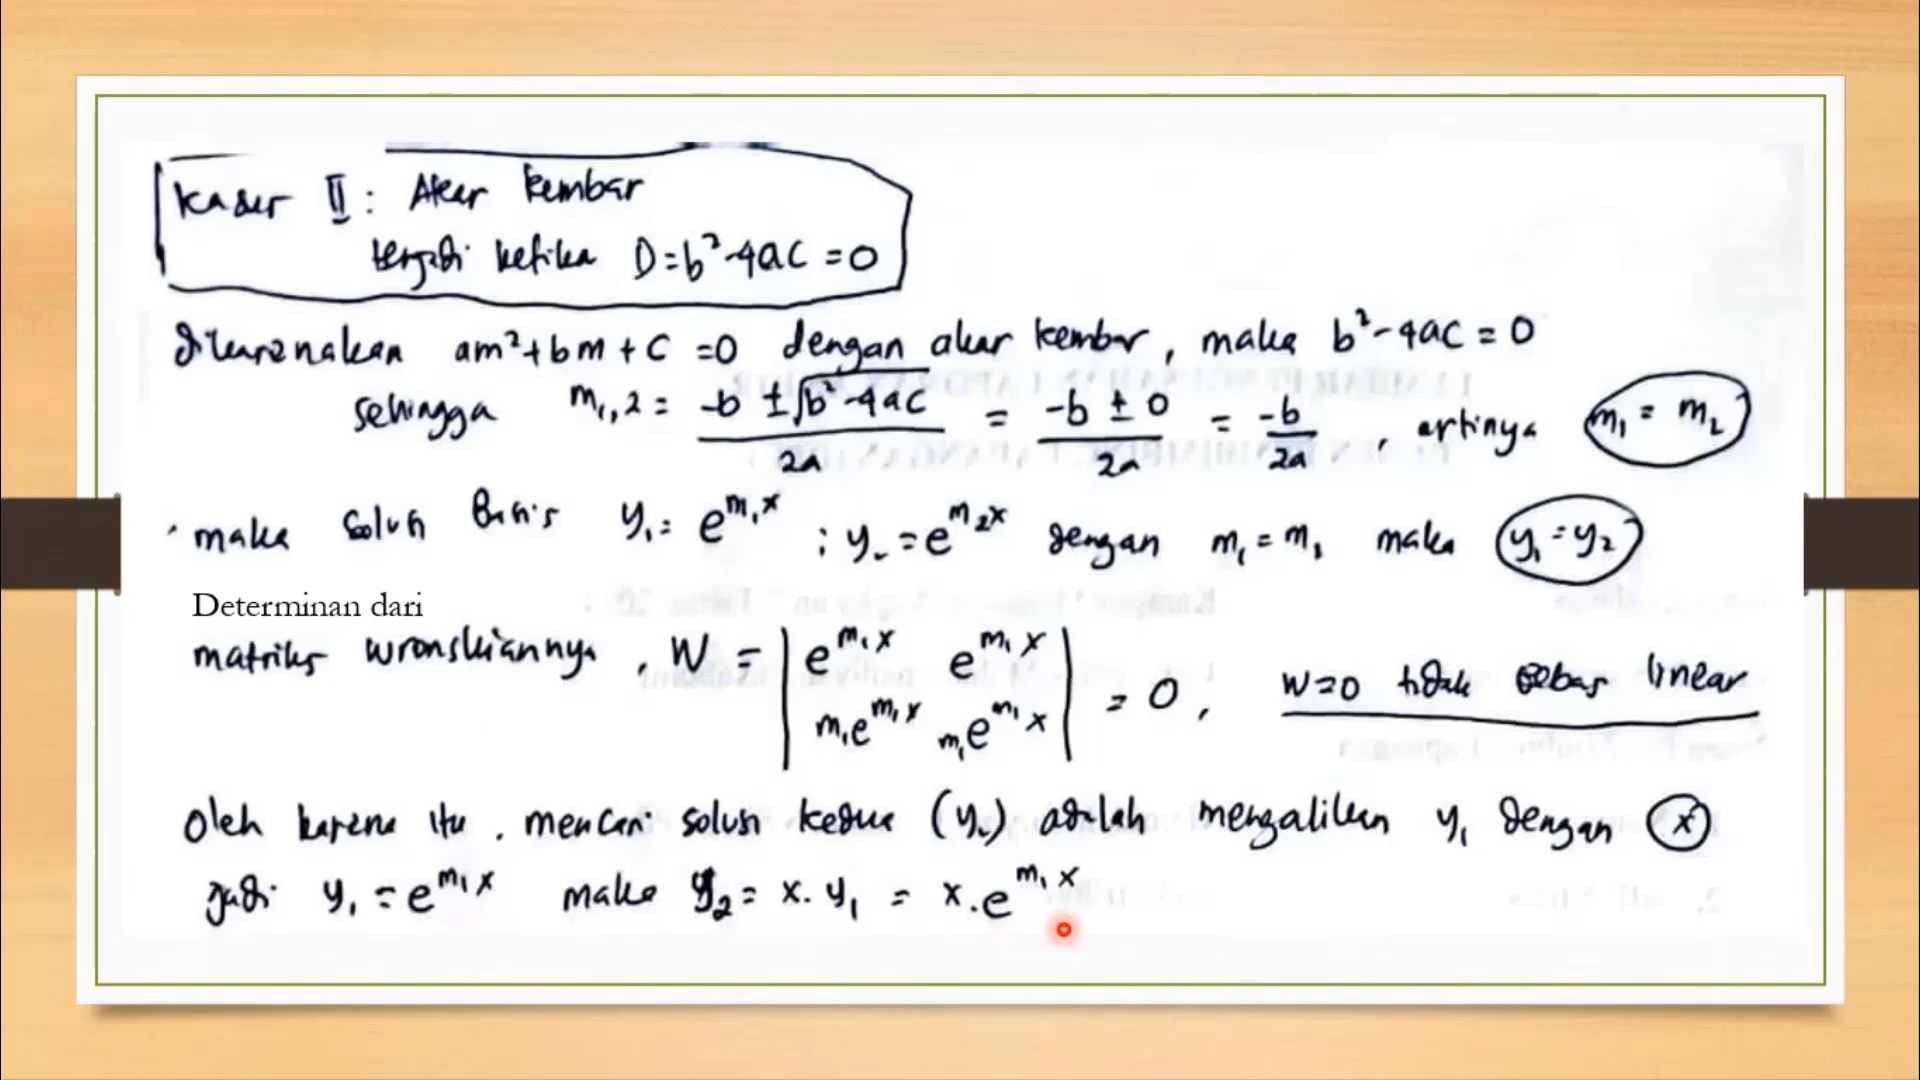 Kasus II : Akar kembar
terjadi ketika D = b² - 4ac = 0
dikarenakan am² + bm + c = 0 dengan akar kembar, maka b² - 4ac = 0
sehingga m₁,₂ = (-b ± √(b² - 4ac))/2a = (-b ± 0)/2a = -b/2a , artinya m₁ = m₂
maka solusi Basis y₁ = e^(m₁x) ; y₂ = e^(m₂x) dengan m₁ = m₂ maka y₁ = y₂
Determinan dari
matriks wronskiannya , W = | e^(m₁x) e^(m₁x) | = 0 , W = 0 tidak bebas linear
| m₁e^(m₁x) m₁e^(m₁x) |
Oleh karena itu , mencari solusi kedua (y₂) adalah mengalikan y₁ dengan x
jadi y₁ = e^(m₁x) maka y₂ = x . y₁ = x . e^(m₁x)